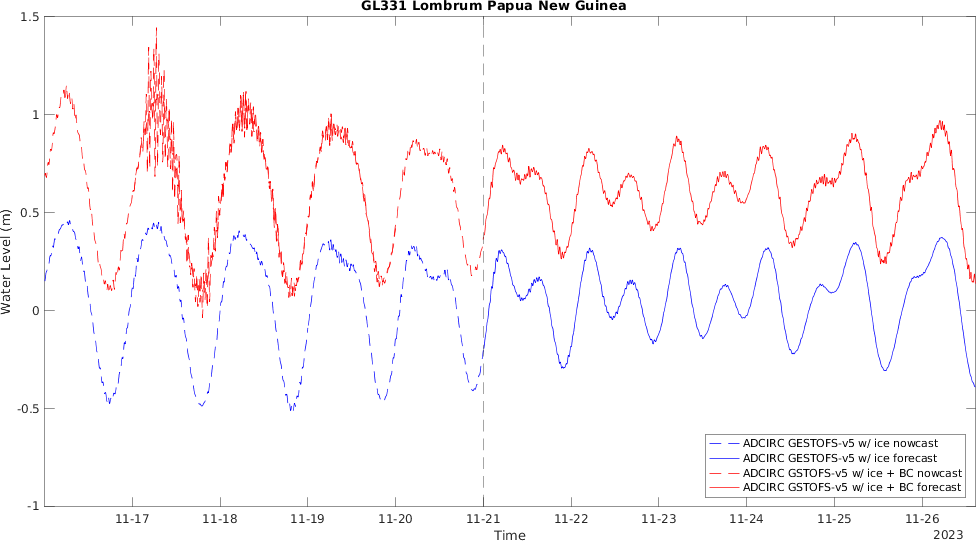 GL331 Lombrum Papua New Guinea
1.5
1
0.5
0
-0.5
-1
Water Level (m)
11-17 11-18 11-19 11-20 11-21 11-22 11-23 11-24 11-25 11-26
Time
2023
ADCIRC GESTOFS-v5 w/ ice nowcast
ADCIRC GESTOFS-v5 w/ ice forecast
ADCIRC GSTOFS-v5 w/ ice + BC nowcast
ADCIRC GSTOFS-v5 w/ ice + BC forecast